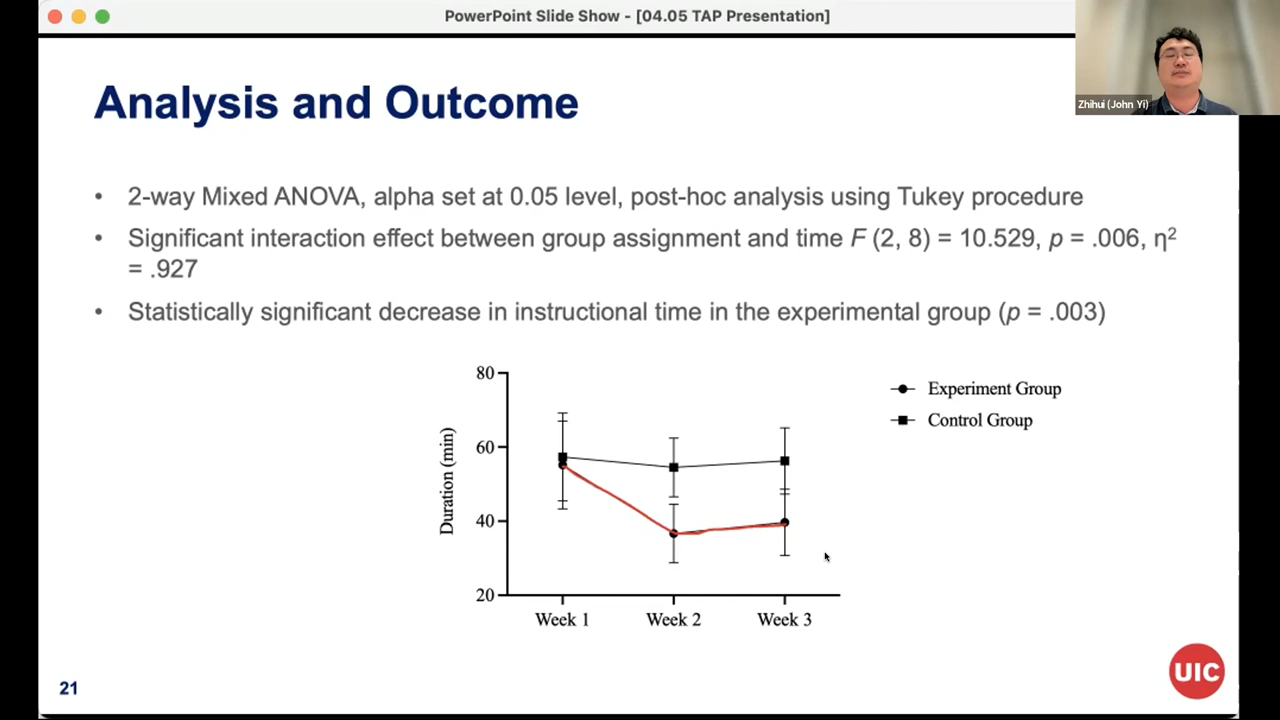 PowerPoint Slide Show - [04.05 TAP Presentation]
Zhihui (John Yi)
Analysis and Outcome
• 2-way Mixed ANOVA, alpha set at 0.05 level, post-hoc analysis using Tukey procedure
• Significant interaction effect between group assignment and time F (2, 8) = 10.529, p = .006, η²
= .927
• Statistically significant decrease in instructional time in the experimental group (p = .003)
80
60
40
20
Duration (min)
Week 1 Week 2 Week 3
Experiment Group
Control Group
21
UIC